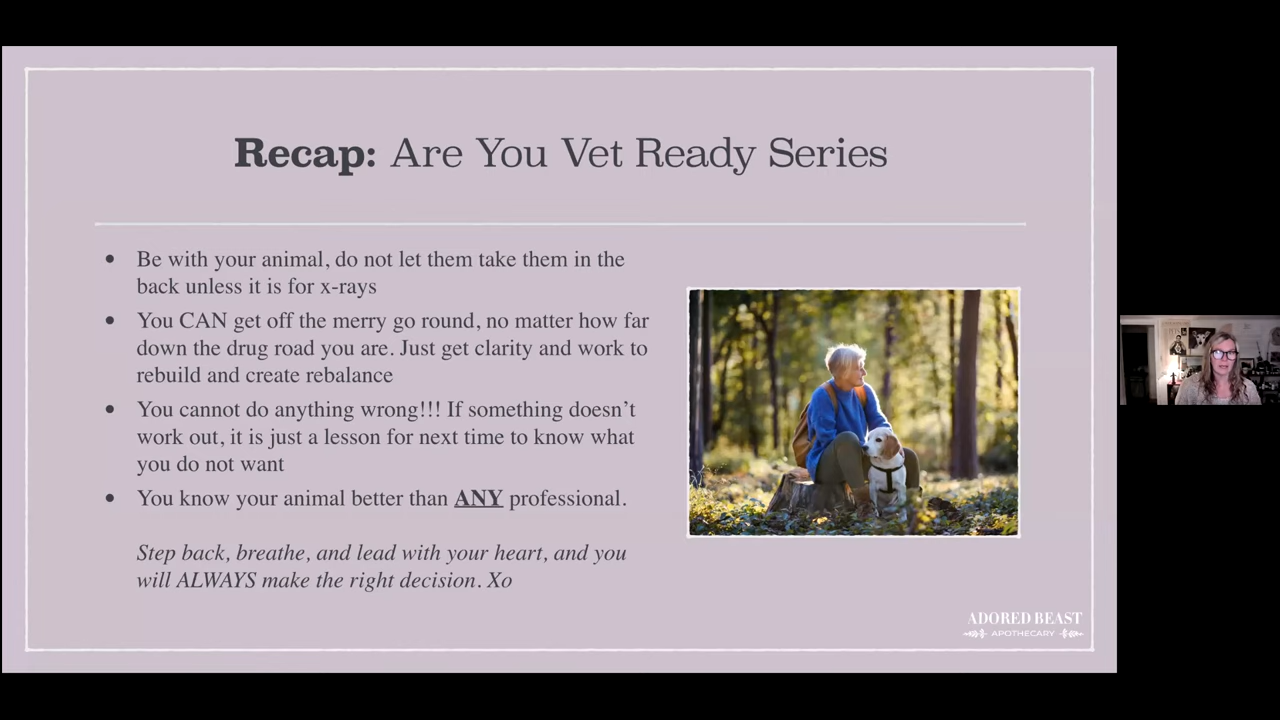 Recap: Are You Vet Ready Series
Be with your animal, do not let them take them in the
back unless it is for x-rays
You CAN get off the merry go round, no matter how far
down the drug road you are. Just get clarity and work to
rebuild and create rebalance
You cannot do anything wrong!!! If something doesn't
work out, it is just a lesson for next time to know what
you do not want
You know your animal better than ANY professional.
Step back, breathe, and lead with your heart, and you
will ALWAYS make the right decision. Xo
ADORED BEAST
APOTHECARY